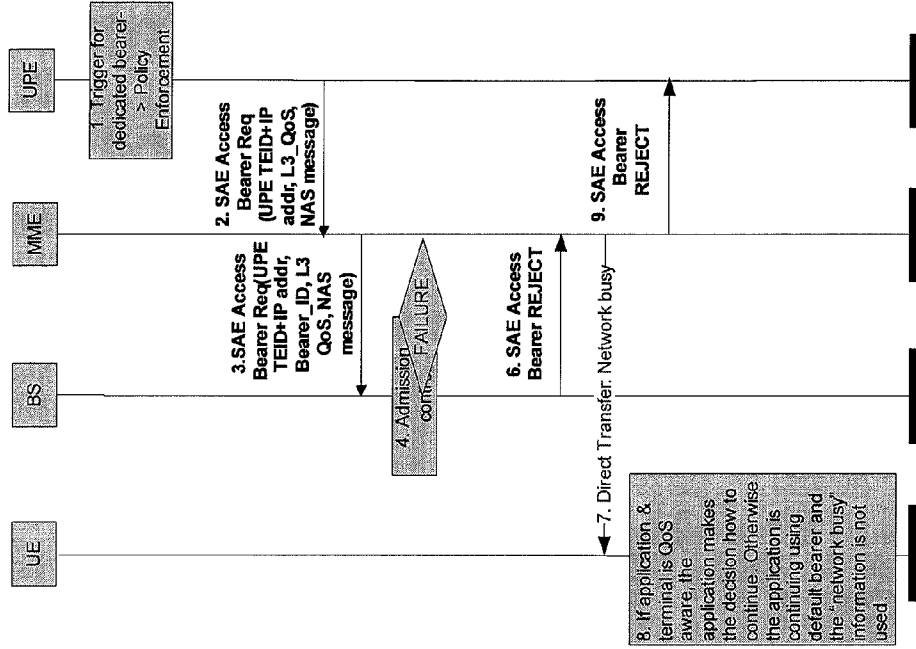 UE
BS
MME
UPE
1. Trigger for
dedicated bearer-
> Policy
Enforcement
2. SAE Access
Bearer Req
(UPE TEID+IP
addr, L3_QoS,
NAS message)
3.SAE Access
Bearer Req(UPE
TEID+IP addr,
Bearer_ID, L3
QoS, NAS
message)
4. Admission
contr
FAILURE
6. SAE Access
Bearer REJECT
7. Direct Transfer: Network busy
8. If application &
terminal is QoS
aware, the
application makes
the decision how to
continue. Otherwise
the application is
continuing using
default bearer and
the "network busy"
information is not
used.
9. SAE Access
Bearer
REJECT